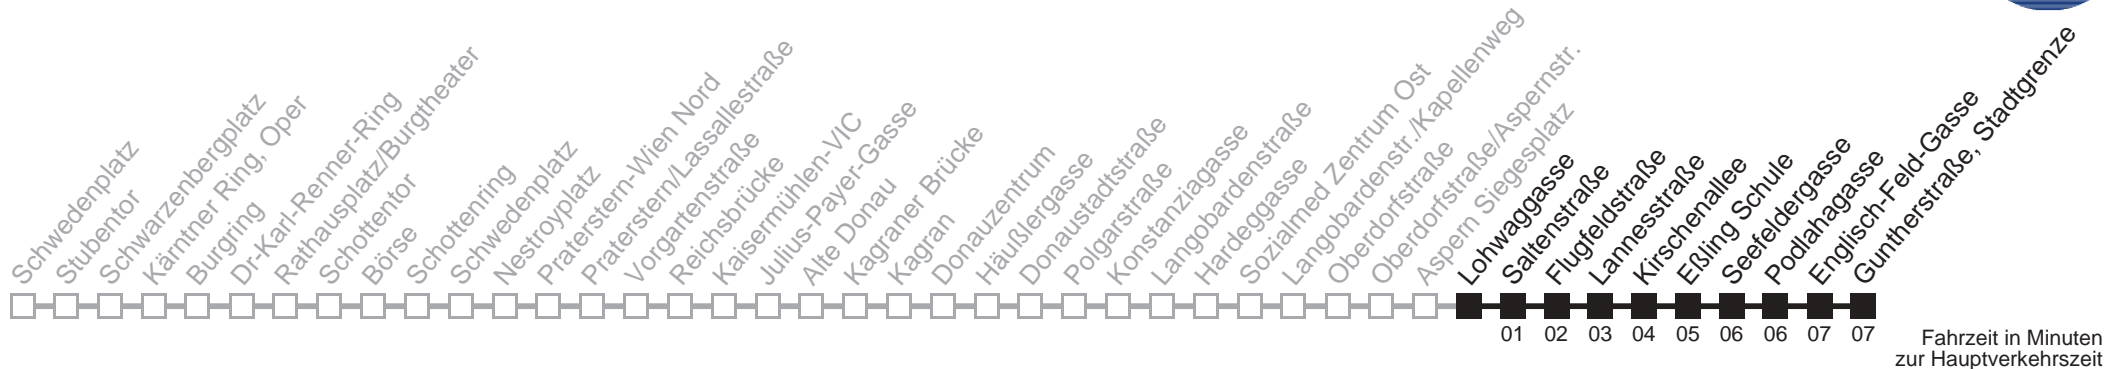 Schwedenplatz
Stubentor
Schwarzenbergplatz
Kärntner Ring, Oper
Burgring
Dr-Karl-Renner-Ring
Rathausplatz/Burgtheater
Schottentor
Börse
Schottenring
Schwedenplatz
Nestroyplatz
Praterstern-Wien Nord
Praterstern/Lassallestraße
Vorgartenstraße
Reichsbrücke
Kaisermühlen-VIC
Julius-Payer-Gasse
Alte Donau
Kagraner Brücke
Kagran
Donauzentrum
Häußlergasse
Donaustadtstraße
Polgarstraße
Konstanziagasse
Langobardenstraße
Hardeggasse
Sozialmed Zentrum Ost
Langobardenstr./Kapellenweg
Oberdorfstraße
Oberdorfstraße/Aspernstr.
Aspern Siegesplatz
Lohwaggasse
Saltenstraße
Flugfeldstraße
Lannesstraße
Kirschenallee
Eßling Schule
Seefeldergasse
Podlahagasse
Englisch-Feld-Gasse
Guntherstraße, Stadtgrenze
01 02 03 04 05 06 06 07 07
Fahrzeit in Minuten
zur Hauptverkehrszeit